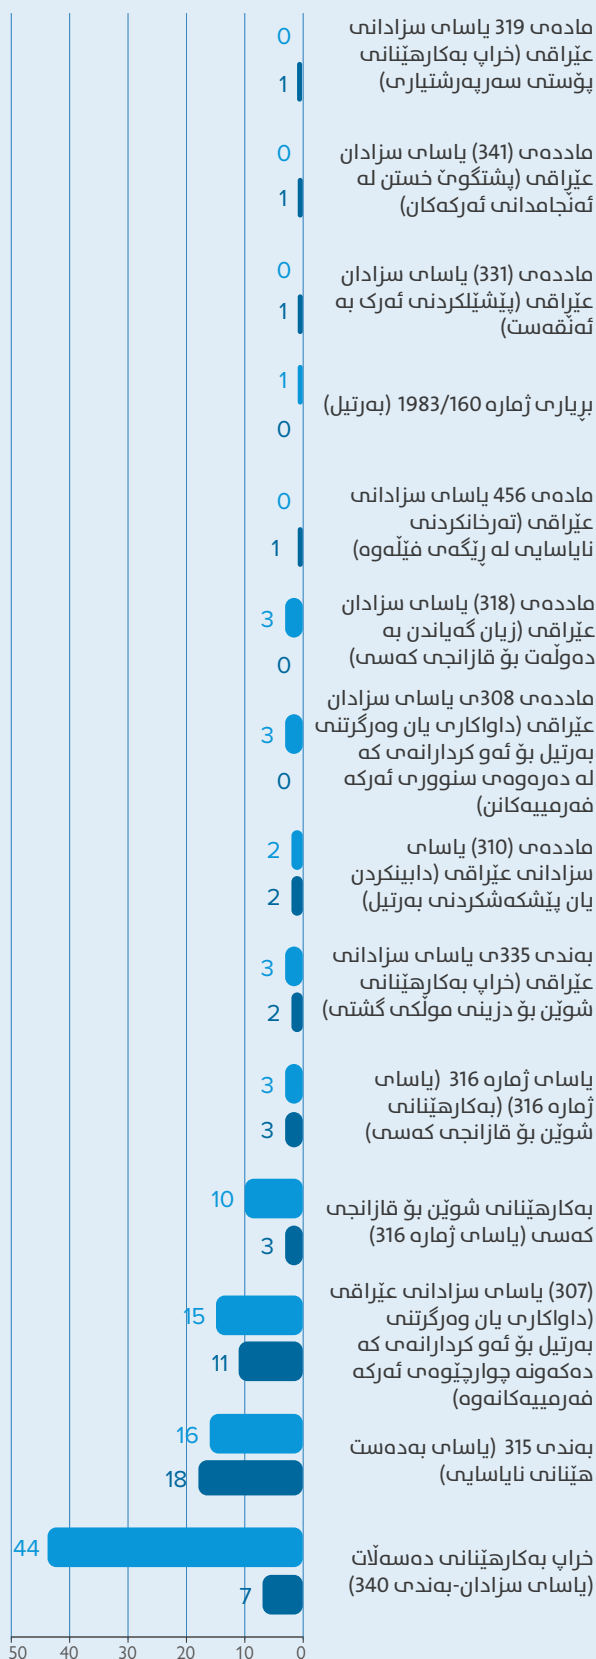 مادەی 319 یاسای سزادانی
عێراقی (خراپ بەکارهێنانی
پۆستی سەرپەرشتیاری)
0
1
ماددەی (341) یاسای سزادان
عێراقی (پشتگوێ خستن لە
ئەنجامدانی ئەرکەکان)
0
1
ماددەی (331) یاسای سزادان
عێراقی (پێشێلکردنی ئەرک بە
ئەنقەست)
0
1
بڕیاری ژمارە 1983/160 (بەرتیل)
1
0
مادەی 456 یاسای سزادانی
عێراقی (تەرخانکردنی
نایاسایی لە ڕێگەی فێڵەوە)
0
1
ماددەی (318) یاسای سزادان
عێراقی (زیان گەیاندن بە
دەوڵەت بۆ قازانجی کەسی)
3
0
ماددەی 308ی یاسای سزادان
عێراقی (داواکاری یان وەرگرتنی
بەرتیل بۆ ئەو کردارانەی کە
لە دەرەوەی سنووری ئەرکە
فەرمییەکانن)
3
0
ماددەی (310) یاسای
سزادانی عێراقی (دابینکردن
یان پێشکەشکردنی بەرتیل)
2
2
بەندی 335ی یاسای سزادانی
عێراقی (خراپ بەکارهێنانی
شوێن بۆ دزینی موڵکی گشتی)
3
2
یاسای ژمارە 316 (یاسای
ژمارە 316) (بەکارهێنانی
شوێن بۆ قازانجی کەسی)
3
3
بەکارهێنانی شوێن بۆ قازانجی
کەسی (یاسای ژمارە 316)
10
3
(307) یاسای سزادانی عێراقی
(داواکاری یان وەرگرتنی
بەرتیل بۆ ئەو کردارانەی کە
دەکەونە چوارچێوەی ئەرکە
فەرمییەکانەوە)
15
11
بەندی 315 (یاسای بەدەست
هێنانی نایاسایی)
16
18
خراپ بەکارهێنانی دەسەڵات
(یاسای سزادان-بەندی 340)
44
7
50 40 30 20 10 0